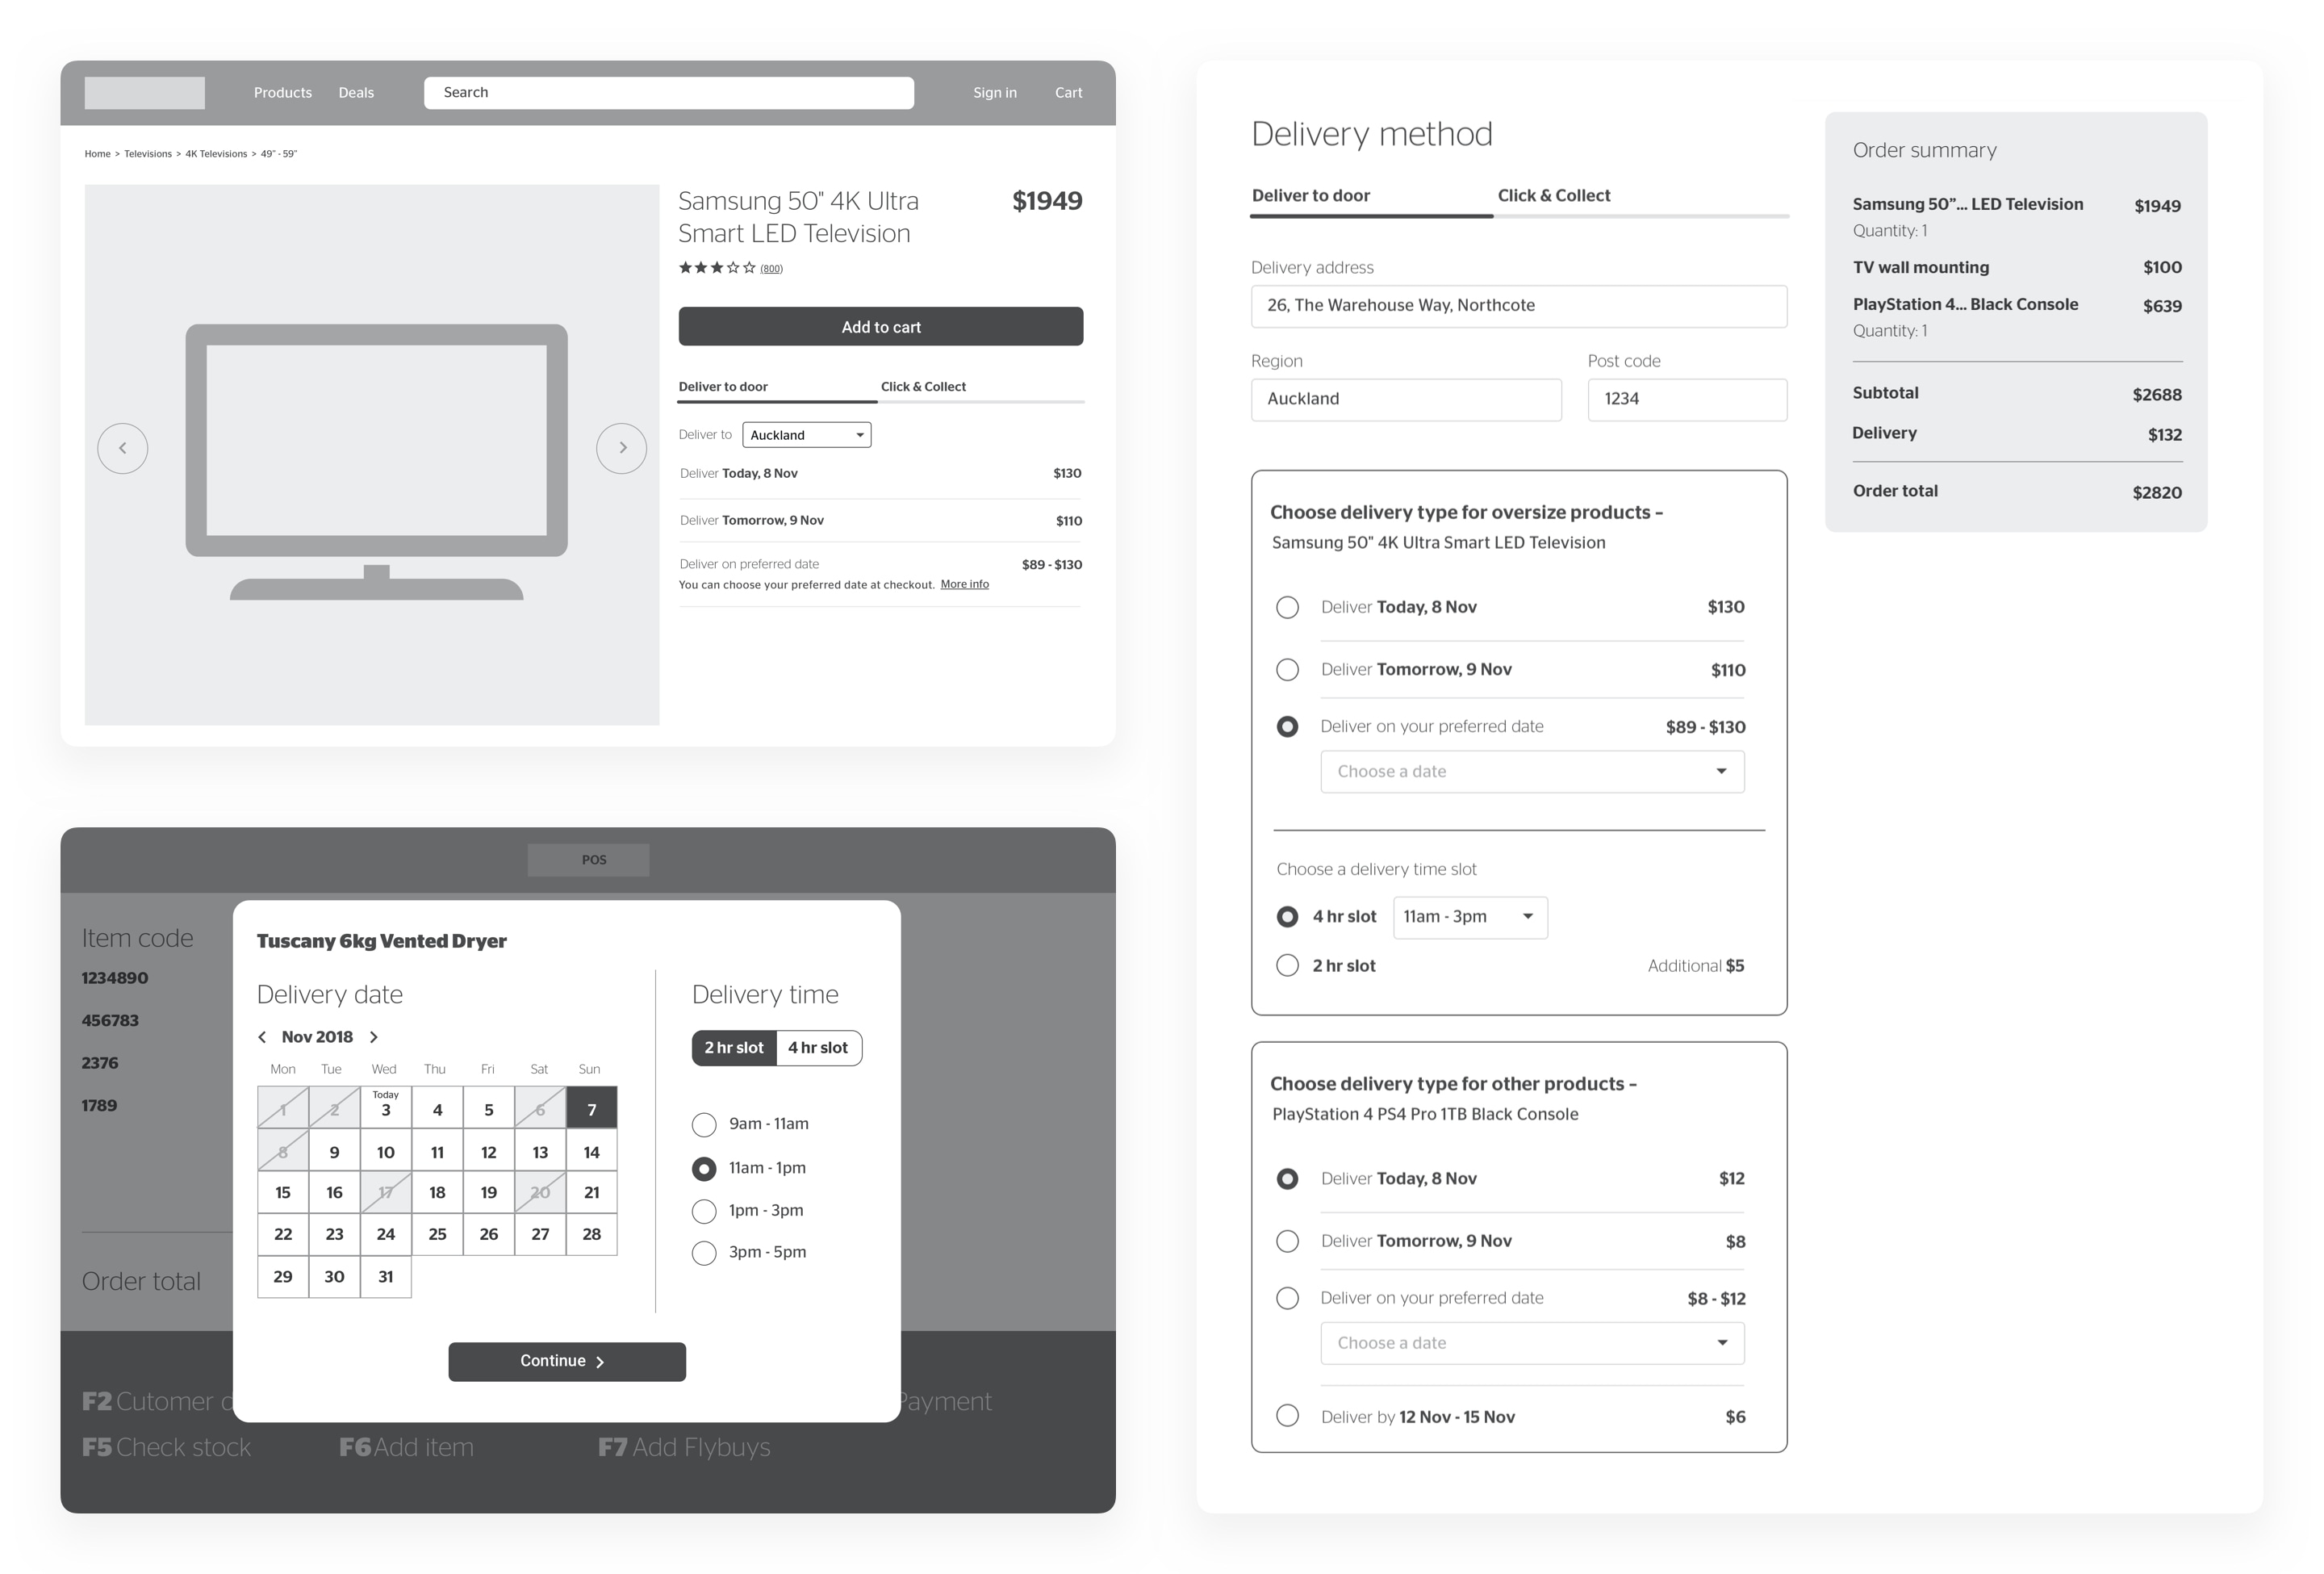 Products Deals Search Sign in Cart
Home > Televisions > 4K Televisions > 49" - 59"
Samsung 50" 4K Ultra
Smart LED Television
$1949
(800)
Add to cart
Deliver to door Click & Collect
Deliver to Auckland
Deliver Today, 8 Nov $130
Deliver Tomorrow, 9 Nov $110
Deliver on preferred date $89 - $130
You can choose your preferred date at checkout. More info
POS
Item code
1234890
456783
2376
1789
Order total
F2 Cutomer d
Payment
F5 Check stock F6 Add item F7 Add Flybuys
Tuscany 6kg Vented Dryer
Delivery date
< Nov 2018 >
Mon Tue Wed Thu Fri Sat Sun
Today
1 2 3 4 5 6 7
8 9 10 11 12 13 14
15 16 17 18 19 20 21
22 23 24 25 26 27 28
29 30 31
Delivery time
2 hr slot 4 hr slot
9am - 11am
11am - 1pm
1pm - 3pm
3pm - 5pm
Continue >
Delivery method
Deliver to door Click & Collect
Delivery address
26, The Warehouse Way, Northcote
Region Post code
Auckland 1234
Choose delivery type for oversize products –
Samsung 50" 4K Ultra Smart LED Television
Deliver Today, 8 Nov $130
Deliver Tomorrow, 9 Nov $110
Deliver on your preferred date $89 - $130
Choose a date
Choose a delivery time slot
4 hr slot 11am - 3pm
2 hr slot Additional $5
Choose delivery type for other products –
PlayStation 4 PS4 Pro 1TB Black Console
Deliver Today, 8 Nov $12
Deliver Tomorrow, 9 Nov $8
Deliver on your preferred date $8 - $12
Choose a date
Deliver by 12 Nov - 15 Nov $6
Order summary
Samsung 50”... LED Television $1949
Quantity: 1
TV wall mounting $100
PlayStation 4... Black Console $639
Quantity: 1
Subtotal $2688
Delivery $132
Order total $2820